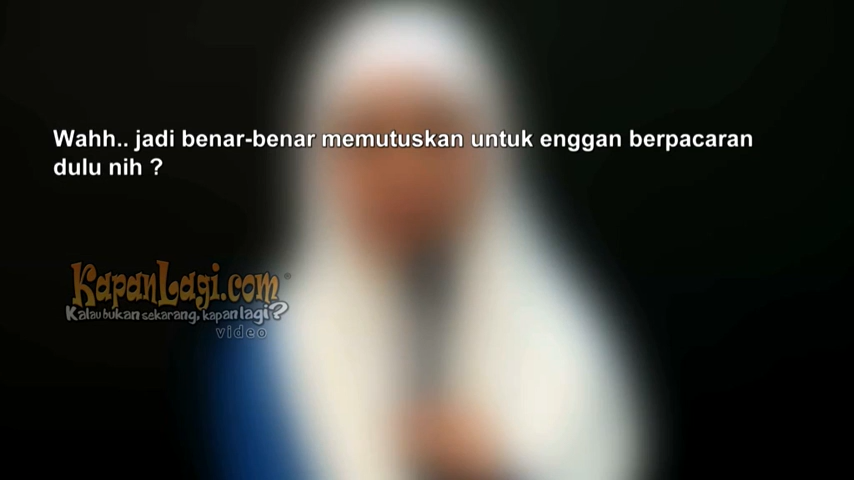 Wahh.. jadi benar-benar memutuskan untuk enggan berpacaran
dulu nih ?
KapanLagi.com
Kalau bukan sekarang, kapan lagi?
video